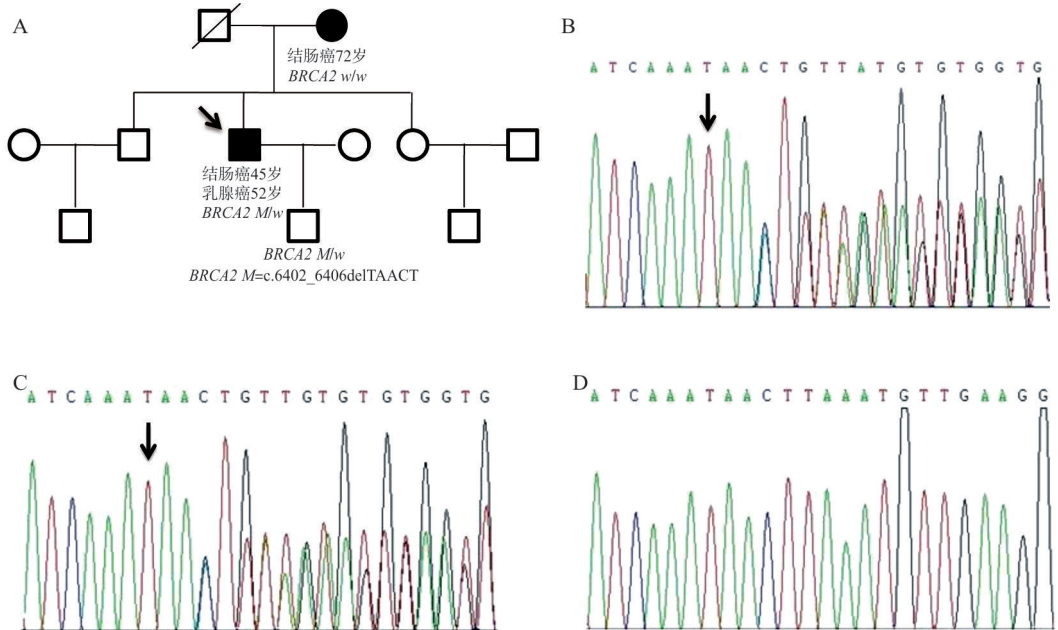 A
结肠癌72岁
BRCA2 w/w
结肠癌45岁
乳腺癌52岁
BRCA2 M/w
BRCA2 M/w
BRCA2 M=c.6402_6406delTAACT
B
A T C A A A T A A C T G T T A T G T G T G G T G
C
A T C A A A T A A C T G T T G T G T G T G G T G
D
A T C A A A T A A C T T A A A T G T T G A A G G